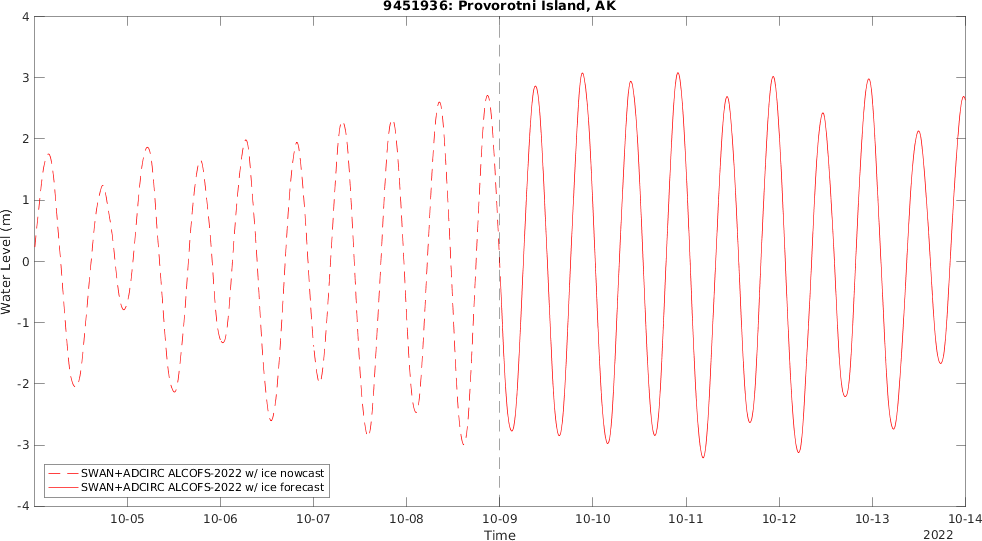 9451936: Provorotni Island, AK
Water Level (m)
4
3
2
1
0
-1
-2
-3
-4
SWAN+ADCIRC ALCOFS-2022 w/ ice nowcast
SWAN+ADCIRC ALCOFS-2022 w/ ice forecast
10-05 10-06 10-07 10-08 10-09 10-10 10-11 10-12 10-13 10-14
Time
2022